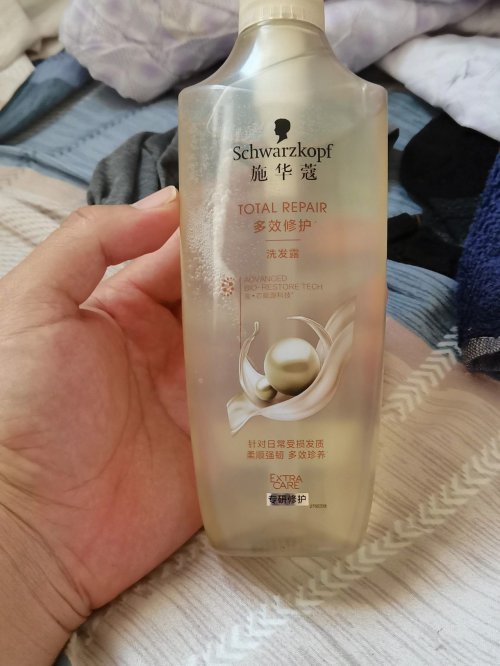 Schwarzkopf
施华蔻
TOTAL REPAIR
多效修护
洗发露
ADVANCED
BIO-RESTORE TECH
针对日常受损发质
柔顺强韧 多效珍养
EXTRA
CARE
专研修护